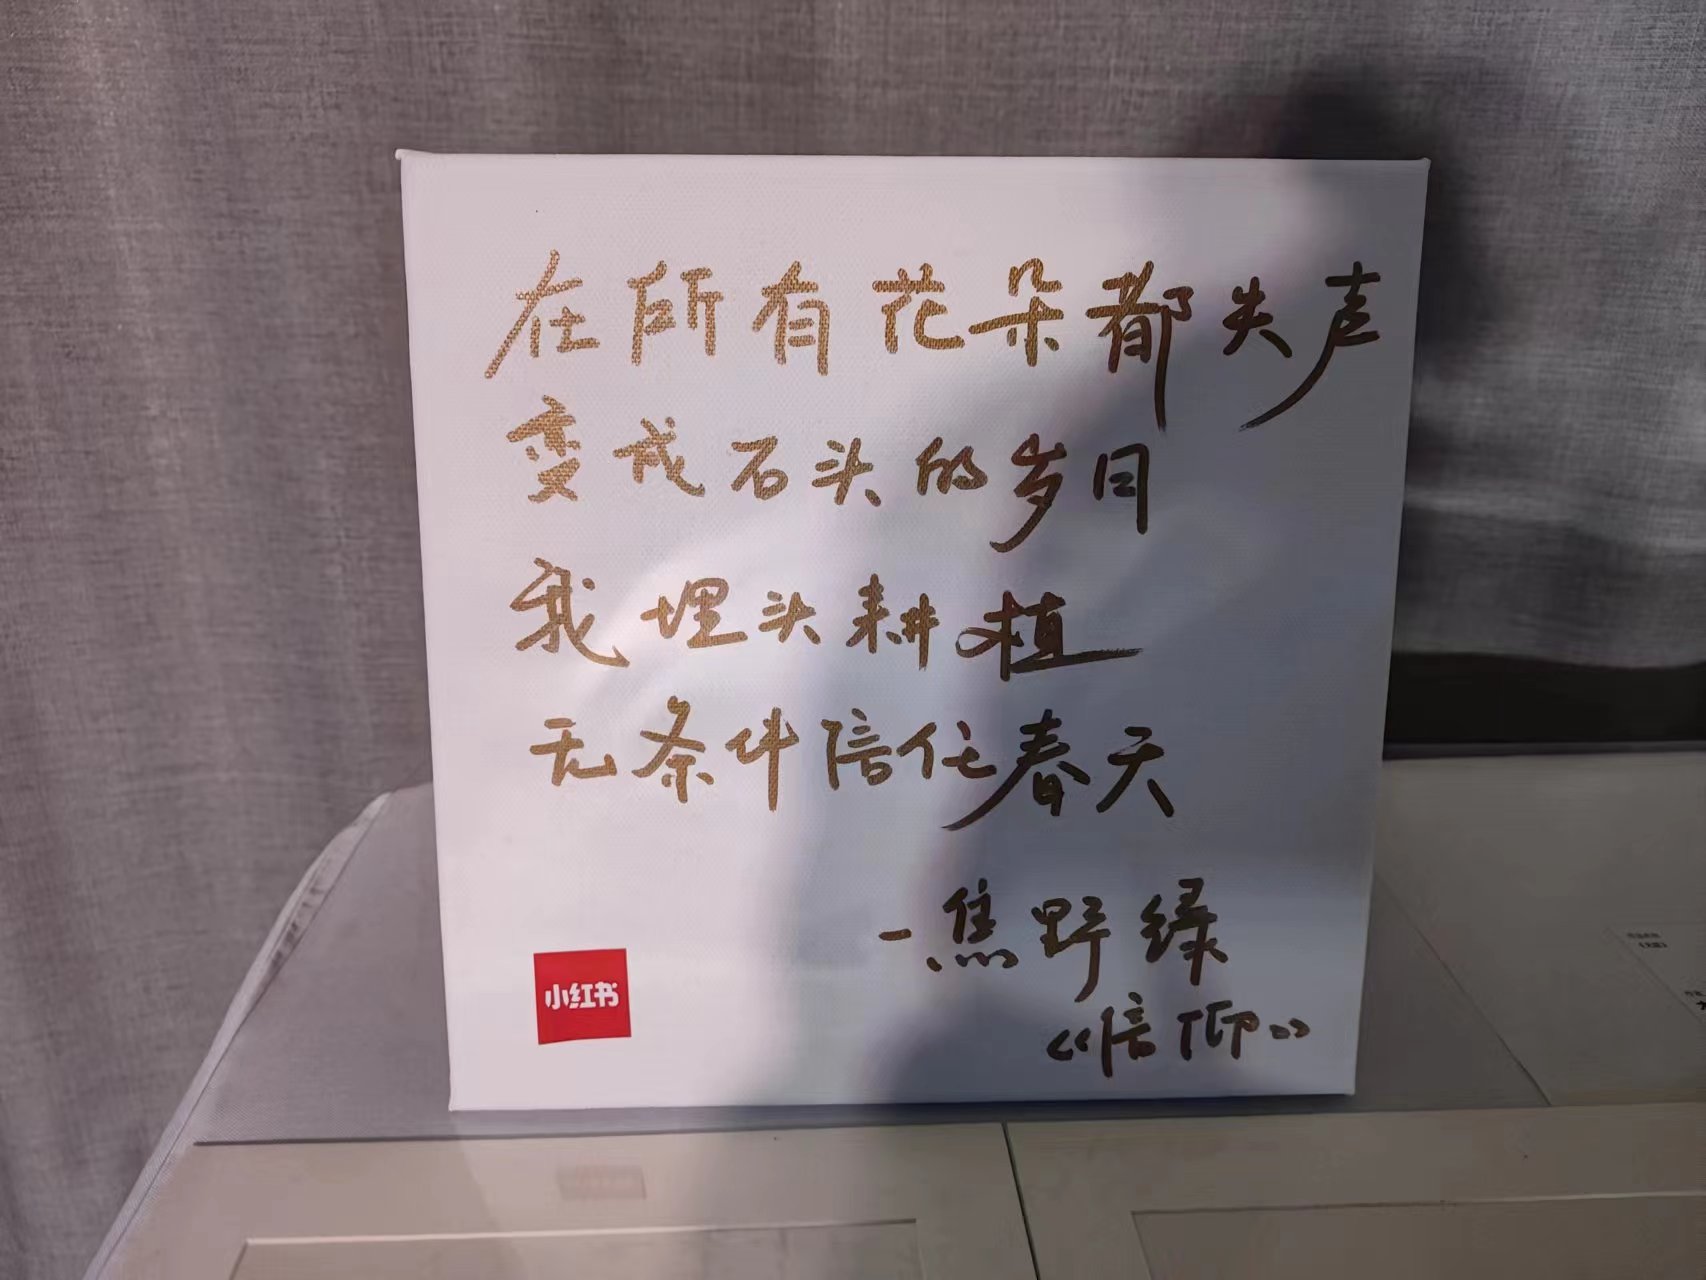 在所有花朵都失声
变成石头的岁月
我埋头耕植
无条件信任春天
-焦野绿
《信仰》
小红书